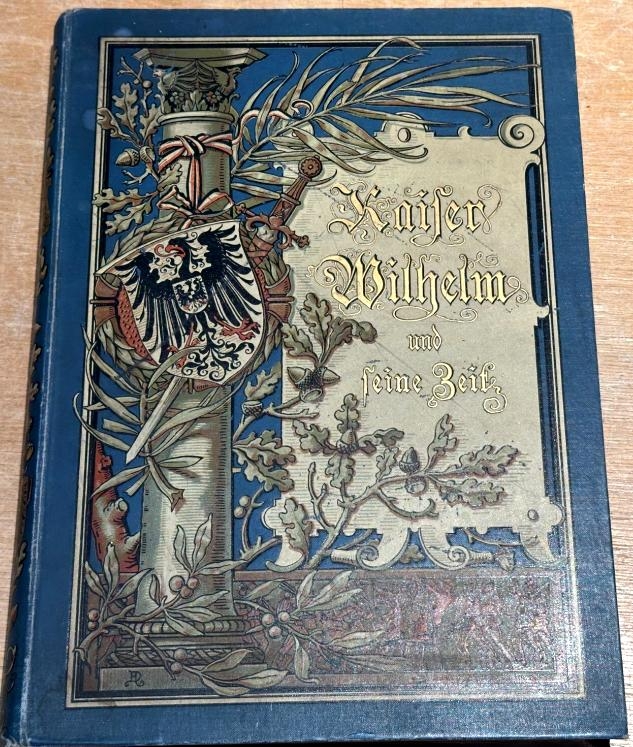 Kaiser
Wilhelm
und
seine Zeit